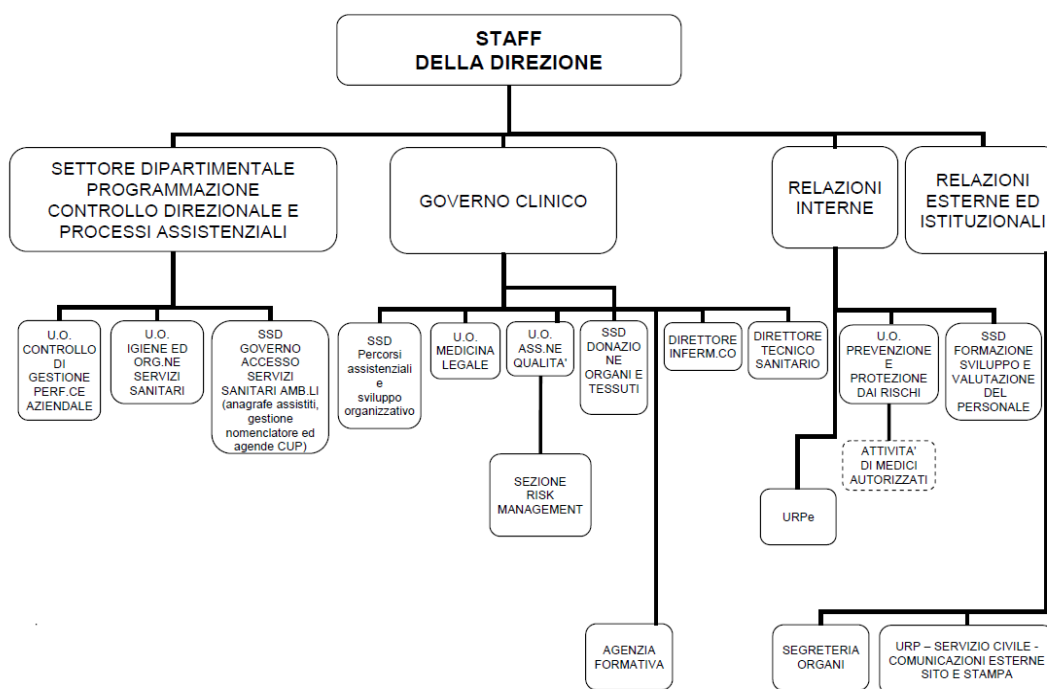 STAFF
DELLA DIREZIONE
SETTORE DIPARTIMENTALE
PROGRAMMAZIONE
CONTROLLO DIREZIONALE E
PROCESSI ASSISTENZIALI
GOVERNO CLINICO
RELAZIONI
INTERNE
RELAZIONI
ESTERNE ED
ISTITUZIONALI
U.O.
CONTROLLO
DI
GESTIONE
PERF.CE
AZIENDALE
U.O.
IGIENE ED
ORG.NE
SERVIZI
SANITARI
SSD
GOVERNO
ACCESSO
SERVIZI
SANITARI AMB.LI
(anagrafe assistiti,
gestione
nomenclatore ed
agende CUP)
SSD
Percorsi
assistenziali
e
sviluppo
organizzativo
U.O.
MEDICINA
LEGALE
U.O.
ASS.NE
QUALITA'
SSD
DONAZIO
NE
ORGANI E
TESSUTI
DIRETTORE
INFERM.CO
DIRETTORE
TECNICO
SANITARIO
U.O.
PREVENZIONE
E
PROTEZIONE
DAI RISCHI
SSD
FORMAZIONE
SVILUPPO E
VALUTAZIONE
DEL
PERSONALE
SEZIONE
RISK
MANAGEMENT
ATTIVITA'
DI MEDICI
AUTORIZZATI
URPe
AGENZIA
FORMATIVA
SEGRETERIA
ORGANI
URP – SERVIZIO CIVILE -
COMUNICAZIONI ESTERNE
SITO E STAMPA